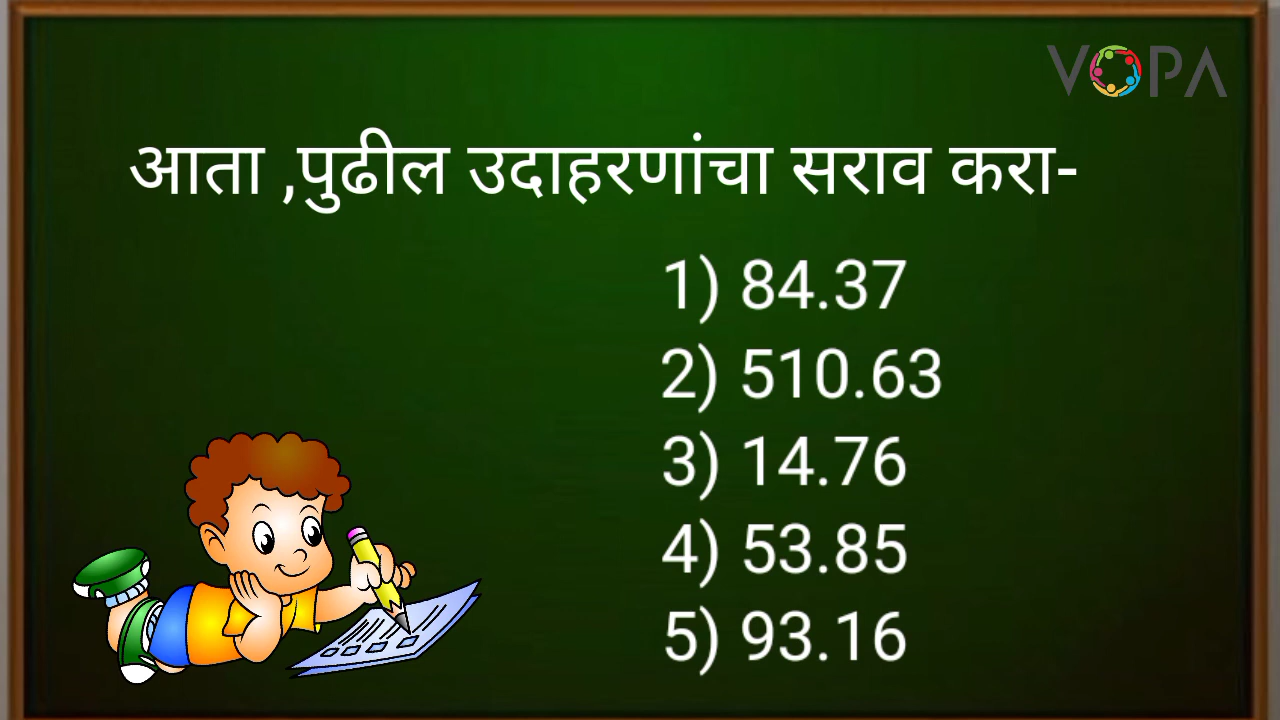 VOPA
आता ,पुढील उदाहरणांचा सराव करा-
1) 84.37
2) 510.63
3) 14.76
4) 53.85
5) 93.16